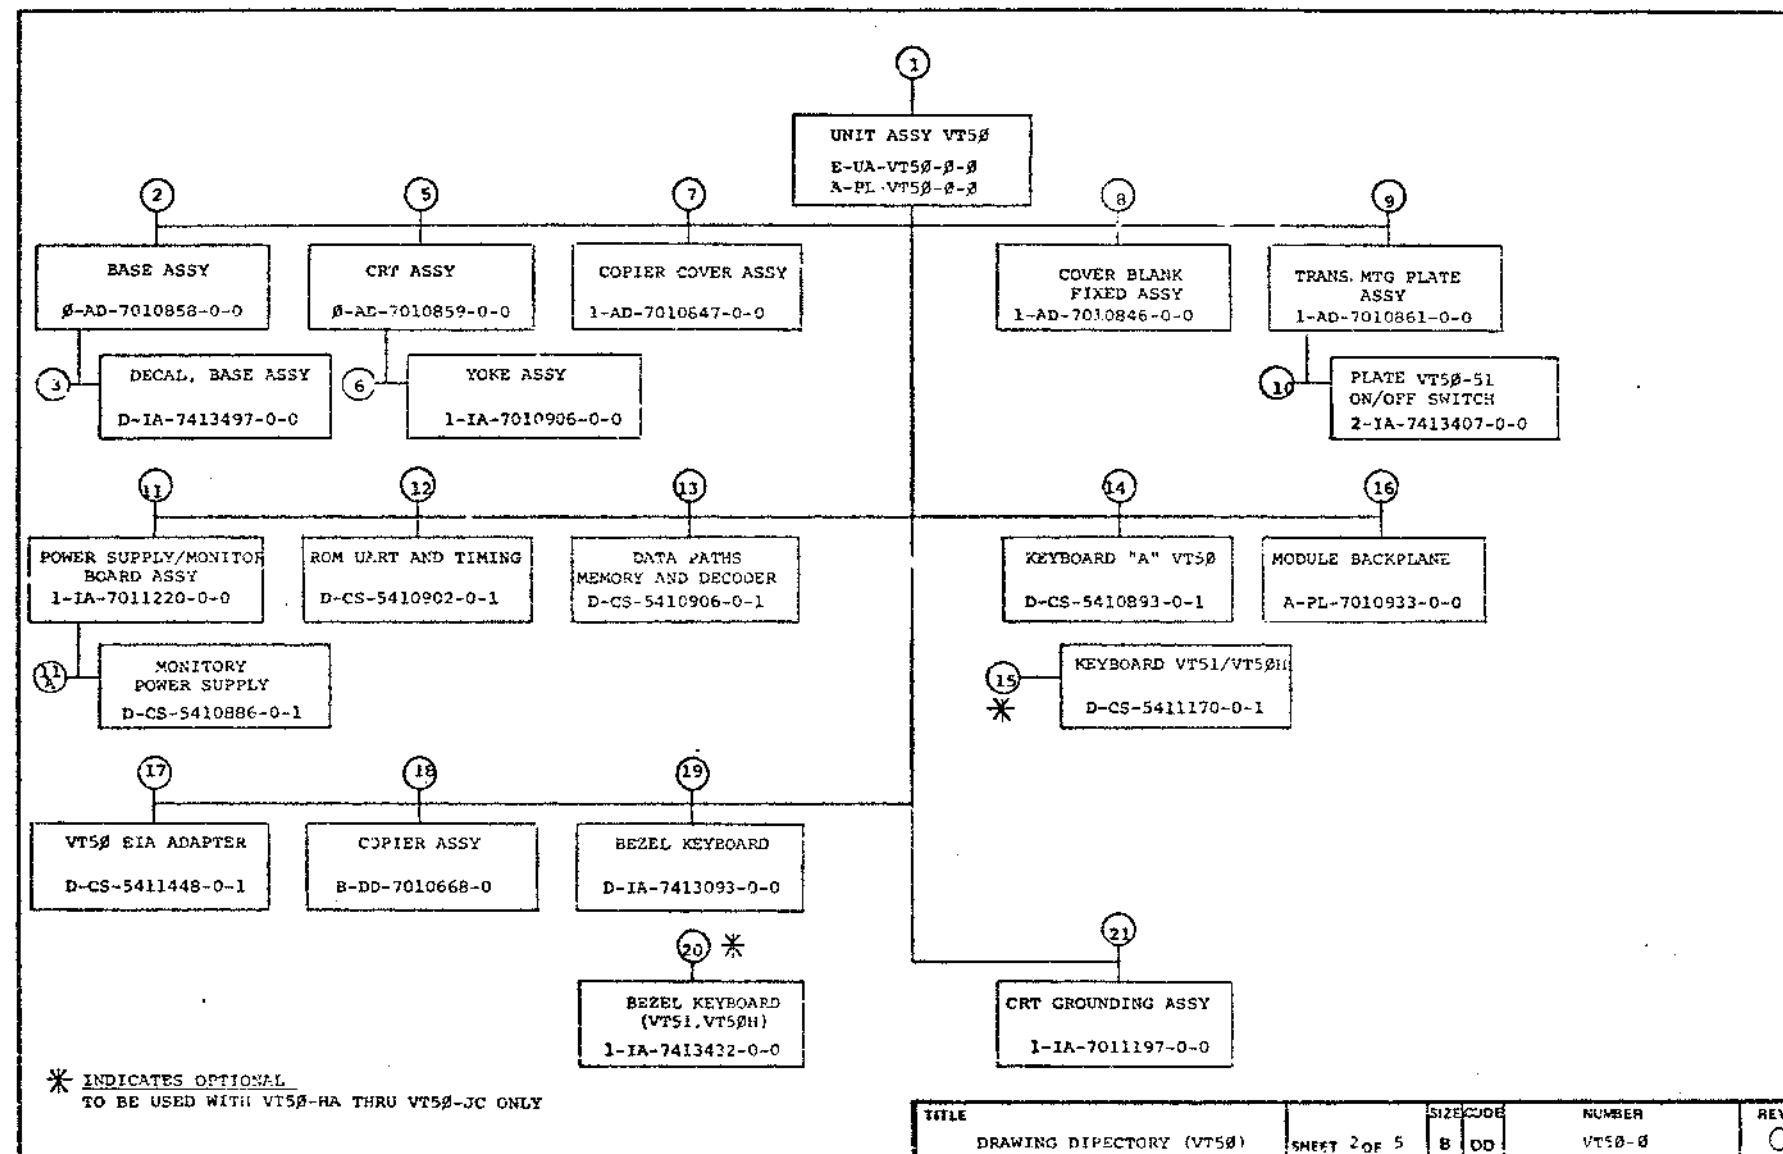 1
UNIT ASSY VT5Ø
E-UA-VT5Ø-Ø-Ø
A-PL-VT5Ø-Ø-Ø
2
5
7
8
9
BASE ASSY
Ø-AD-7010858-0-0
CRT ASSY
Ø-AD-7010859-0-0
COPIER COVER ASSY
1-AD-7010847-0-0
COVER BLANK
FIXED ASSY
1-AD-7010846-0-0
TRANS. MTG PLATE
ASSY
1-AD-7010861-0-0
3
DECAL, BASE ASSY
D-IA-7413497-0-0
6
YOKE ASSY
1-IA-7010906-0-0
10
PLATE VT5Ø-51
ON/OFF SWITCH
2-IA-7413407-0-0
11
12
13
14
16
POWER SUPPLY/MONITOR
BOARD ASSY
1-IA-7011220-0-0
ROM UART AND TIMING
D-CS-5410902-0-1
DATA PATHS
MEMORY AND DECODER
D-CS-5410906-0-1
KEYBOARD "A" VT5Ø
D-CS-5410893-0-1
MODULE BACKPLANE
A-PL-7010933-0-0
11
A
MONITORY
POWER SUPPLY
D-CS-5410886-0-1
15
*
KEYBOARD VT51/VT5ØH
D-CS-5411170-0-1
17
18
19
VT5Ø EIA ADAPTER
D-CS-5411448-0-1
COPIER ASSY
B-DD-7010668-0
BEZEL KEYBOARD
D-IA-7413093-0-0
20 *
BEZEL KEYBOARD
(VT51,VT5ØH)
1-IA-7413432-0-0
21
CRT GROUNDING ASSY
1-IA-7011197-0-0
* INDICATES OPTIONAL
TO BE USED WITH VT5Ø-HA THRU VT5Ø-JC ONLY
TITLE
DRAWING DIRECTORY (VT5Ø)
SHEET 2 OF 5
SIZE
B
CODE
DD
NUMBER
VT5Ø-Ø
REV